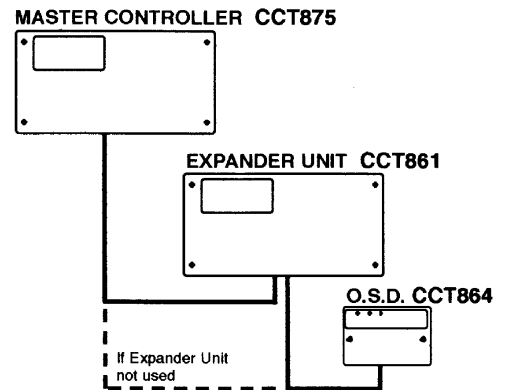 MASTER CONTROLLER CCT875
EXPANDER UNIT CCT861
O.S.D. CCT864
If Expander Unit
not used